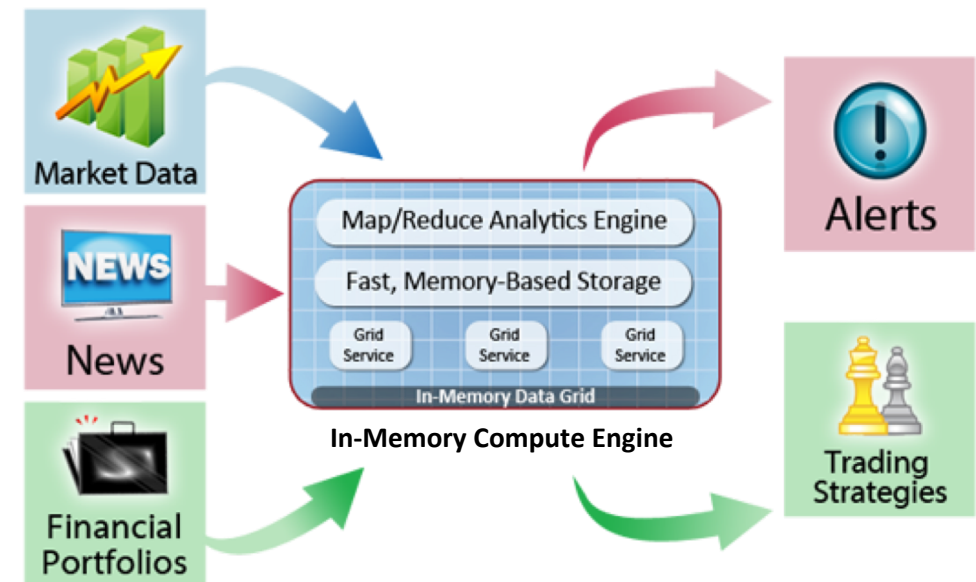 Market Data
NEWS
News
Financial
Portfolios
Map/Reduce Analytics Engine
Fast, Memory-Based Storage
Grid
Service
Grid
Service
Grid
Service
In-Memory Data Grid
In-Memory Compute Engine
!
Alerts
Trading
Strategies